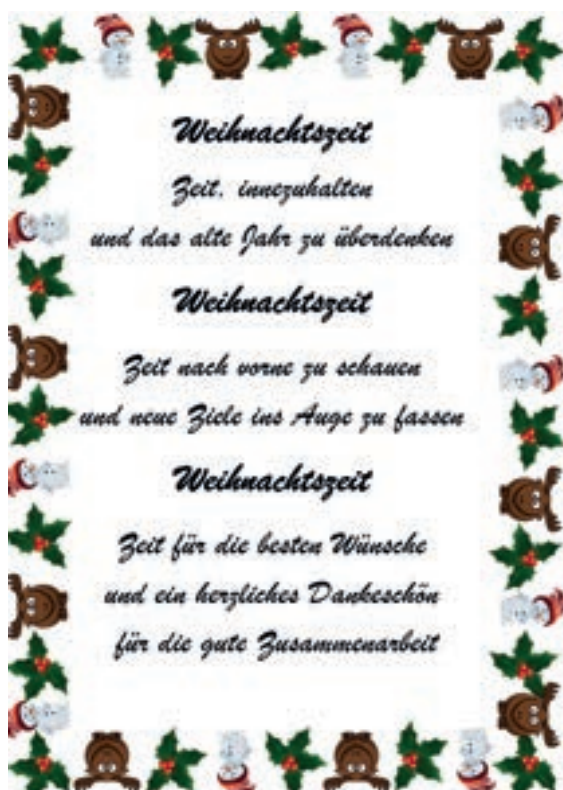 Weihnachtszeit
Zeit, innezuhalten
und das alte Jahr zu überdenken
Weihnachtszeit
Zeit nach vorne zu schauen
und neue Ziele ins Auge zu fassen
Weihnachtszeit
Zeit für die besten Wünsche
und ein herzliches Dankeschön
für die gute Zusammenarbeit